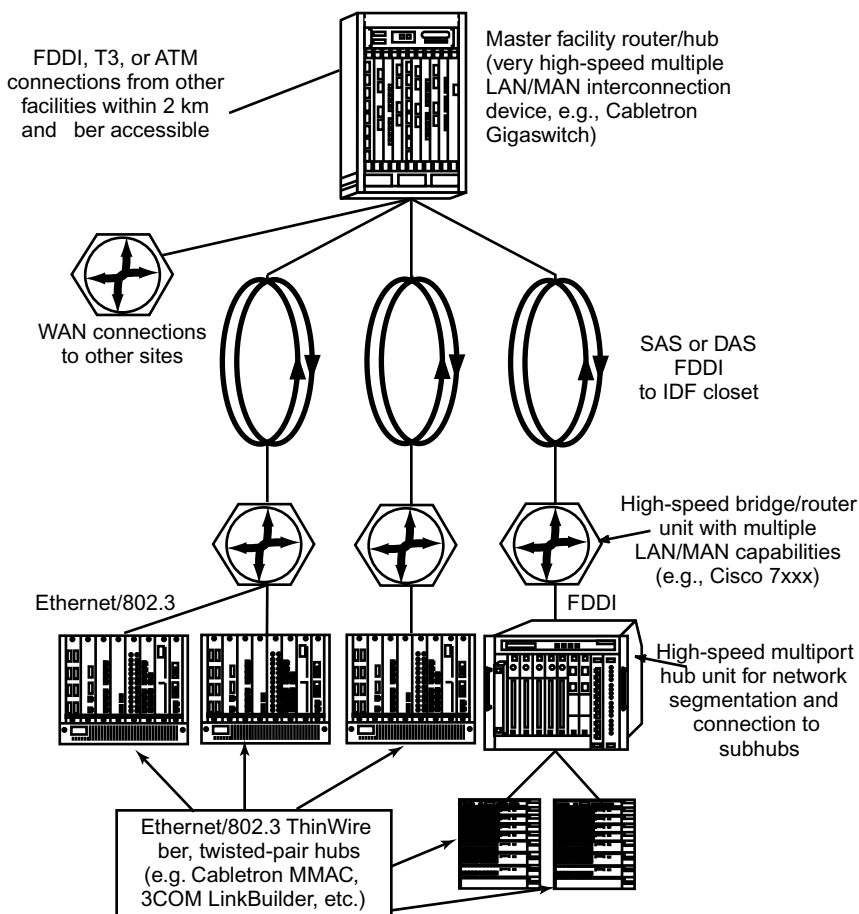 FDDI, T3, or ATM
connections from other
facilities within 2 km
and ber accessible
Master facility router/hub
(very high-speed multiple
LAN/MAN interconnection
device, e.g., Cabletron
Gigaswitch)
WAN connections
to other sites
SAS or DAS
FDDI
to IDF closet
High-speed bridge/router
unit with multiple
LAN/MAN capabilities
(e.g., Cisco 7xxx)
Ethernet/802.3
FDDI
High-speed multiport
hub unit for network
segmentation and
connection to
subhubs
Ethernet/802.3 ThinWire
ber, twisted-pair hubs
(e.g. Cabletron MMAC,
3COM LinkBuilder, etc.)